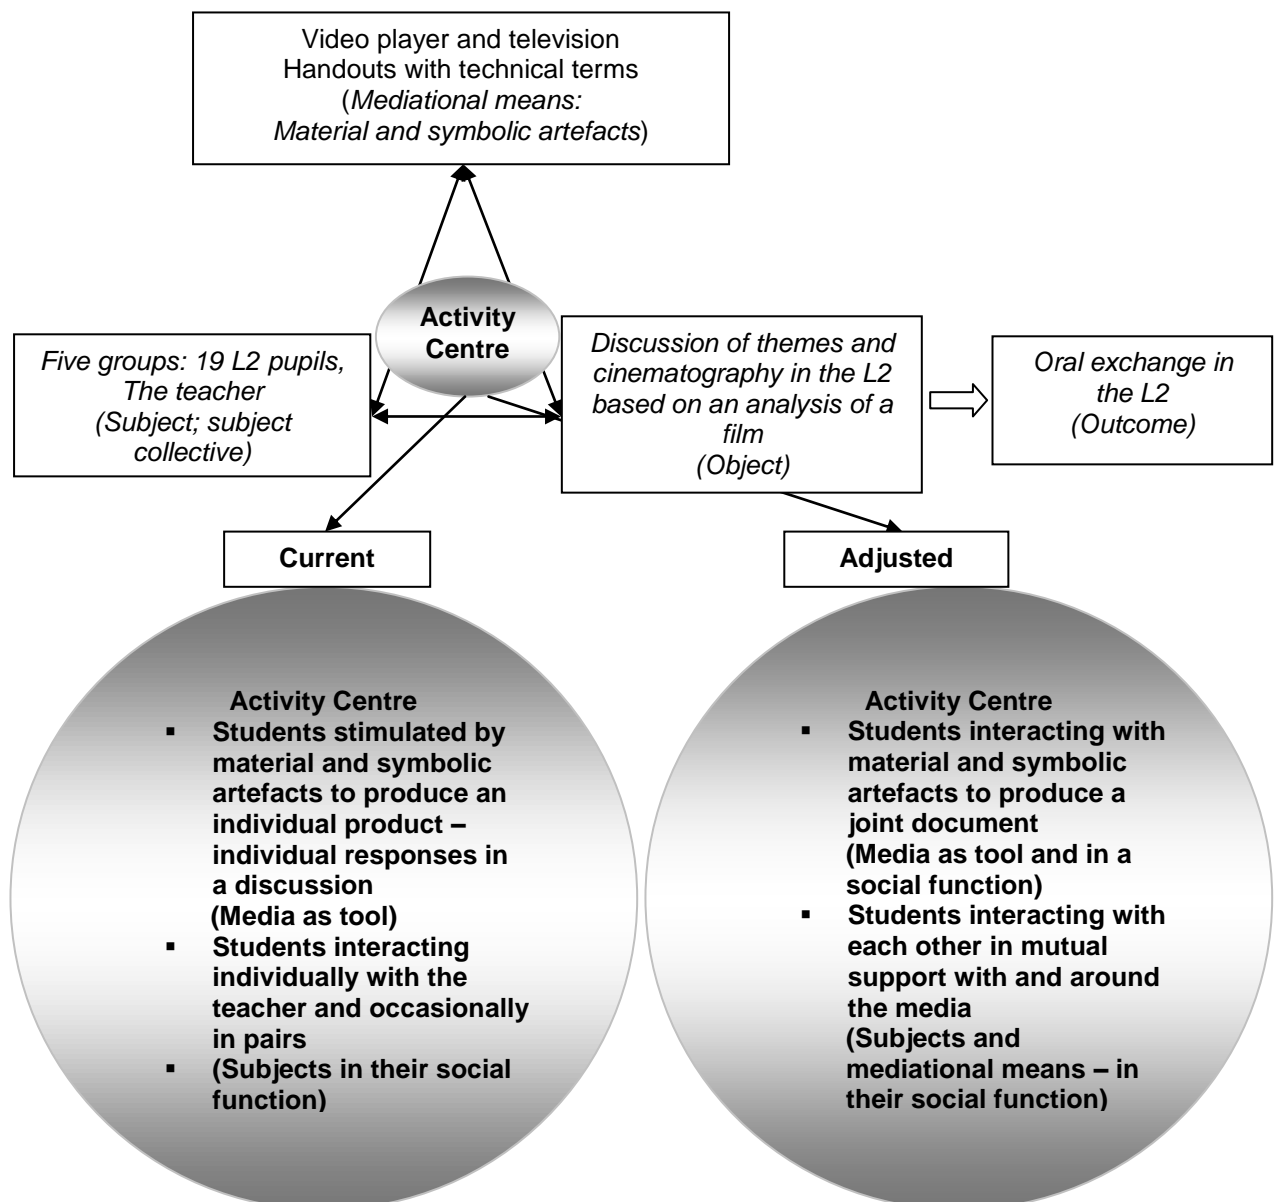 Video player and television
Handouts with technical terms
(Mediational means:
Material and symbolic artefacts)
Activity
Centre
Five groups: 19 L2 pupils,
The teacher
(Subject; subject
collective)
Discussion of themes and
cinematography in the L2
based on an analysis of a
film
(Object)
Oral exchange in
the L2
(Outcome)
Current
Adjusted
Activity Centre
▪ Students stimulated by
material and symbolic
artefacts to produce an
individual product –
individual responses in
a discussion
(Media as tool)
▪ Students interacting
individually with the
teacher and occasionally
in pairs
▪ (Subjects in their social
function)
Activity Centre
▪ Students interacting with
material and symbolic
artefacts to produce a
joint document
(Media as tool and in a
social function)
▪ Students interacting with
each other in mutual
support with and around
the media
(Subjects and
mediational means – in
their social function)